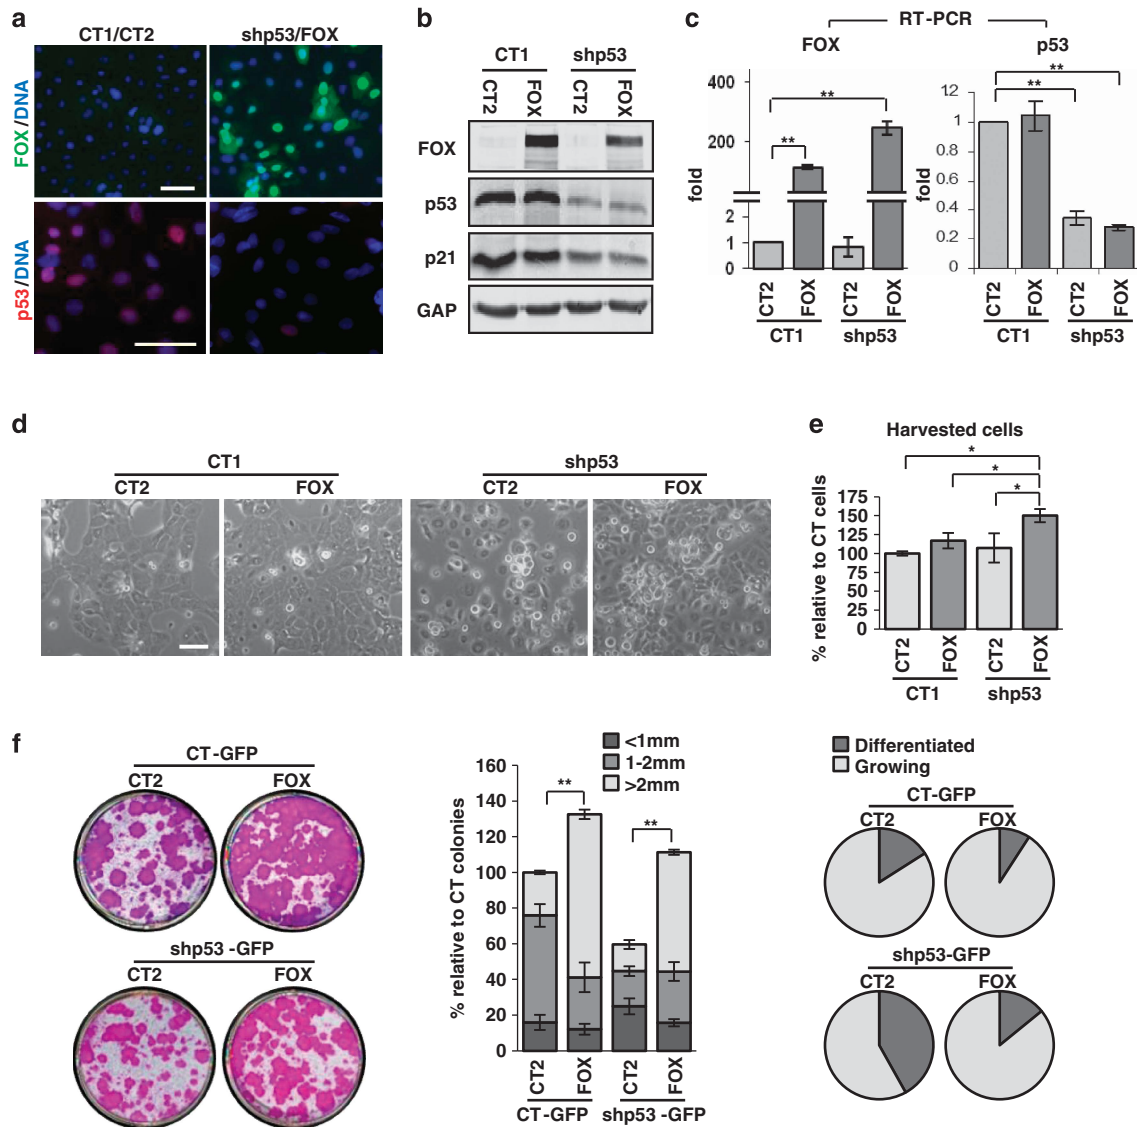 a
CT1/CT2
shp53/FOX
FOX/DNA
p53/DNA
b
CT1
shp53
CT2
FOX
CT2
FOX
FOX
p53
p21
GAP
c
RT-PCR
FOX
p53
**
**
fold
400
200
2
1
0
CT2
FOX
CT2
FOX
CT1
shp53
**
**
fold
12
1
0.8
0.6
0.4
0.2
0
CT2
FOX
CT2
FOX
CT1
shp53
d
CT1
shp53
CT2
FOX
CT2
FOX
e
Harvested cells
*
*
*
% relative to CT cells
175
150
125
100
75
50
25
0
CT2
FOX
CT2
FOX
CT1
shp53
f
CT-GFP
CT2
FOX
shp53 -GFP
CT2
FOX
<1mm
1-2mm
>2mm
% relative to CT colonies
160
140
120
100
80
60
40
20
0
**
**
CT2
FOX
CT2
FOX
CT-GFP
shp53 -GFP
Differentiated
Growing
CT-GFP
CT2
FOX
shp53-GFP
CT2
FOX